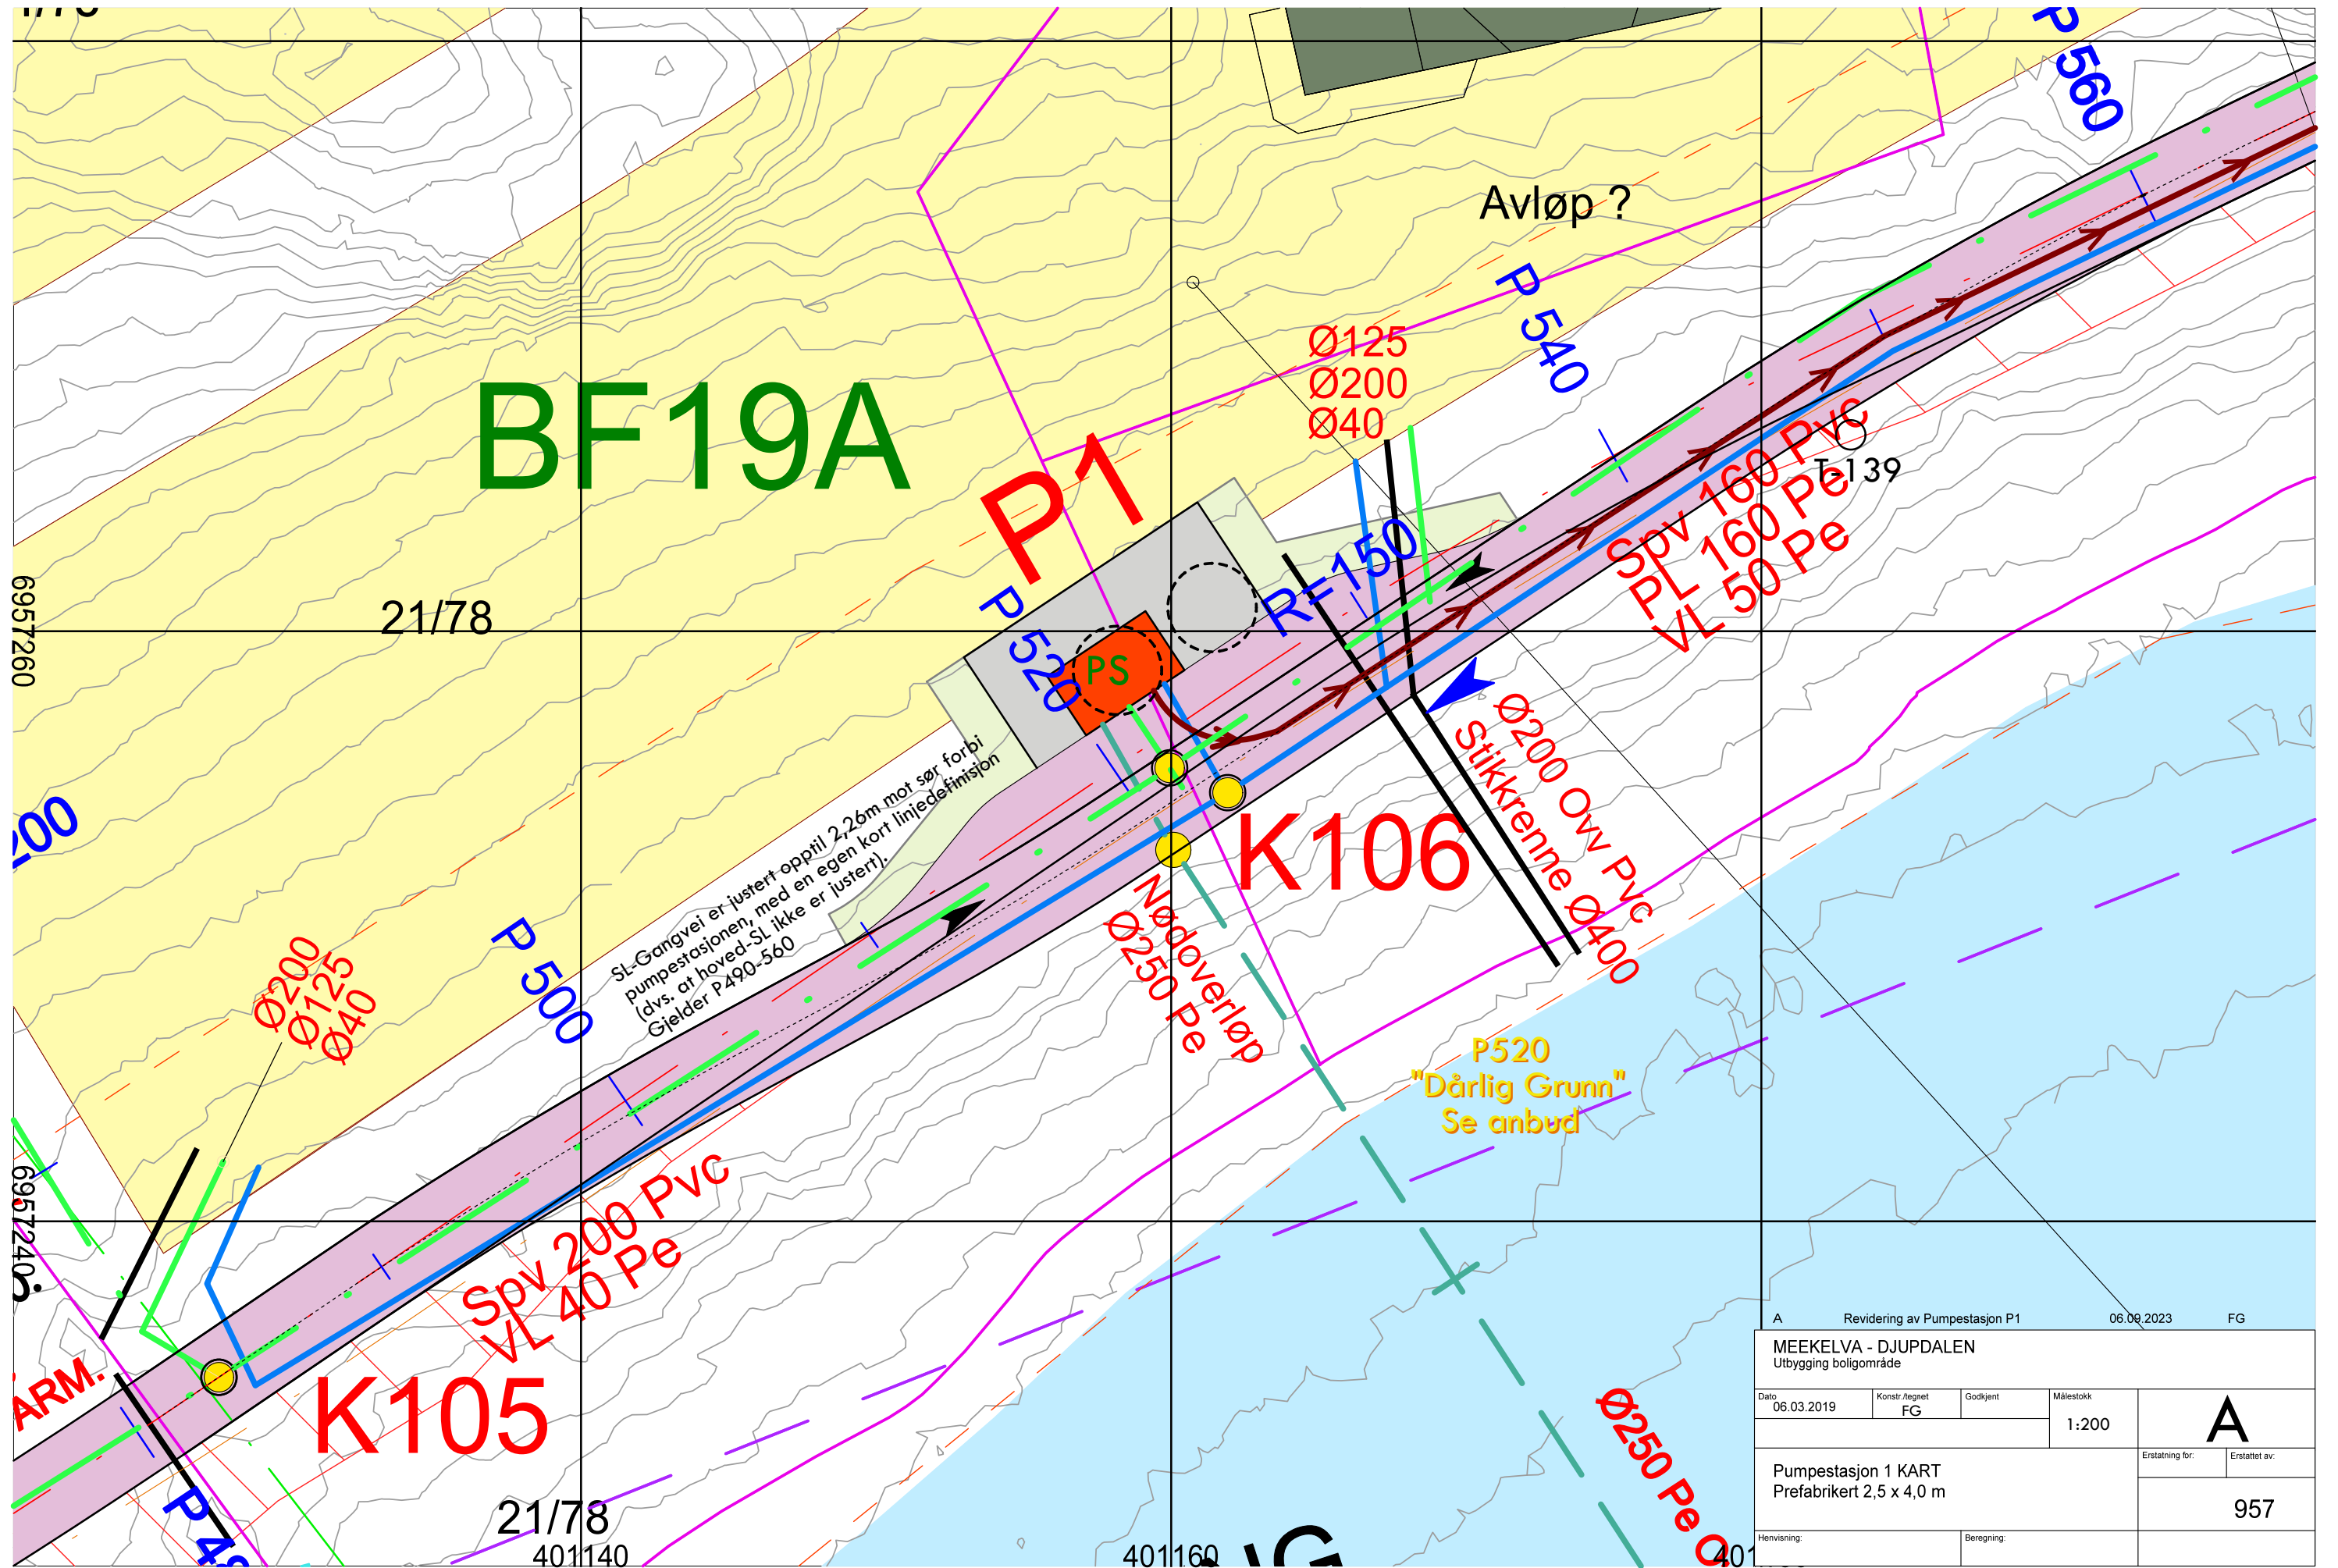 P 560
Avløp ?
P 540
Ø125
Ø200
Ø40
BF19A
P1
T-139
Spv 160 Pvc
PL 160 Pe
VL 50 Pe
RF150
6957260
21/78
P 520
PS
Ø200 Ovv Pvc
Stikkrenne Ø400
SL-Gangvei er justert opptil 2,26m mot sør forbi
pumpestasjonen, med en egen kort linjedefinisjon
(dvs. at hoved-SL ikke er justert).
Gjelder P490-560
K106
Nødoverløp
Ø250 Pe
P 500
Ø200
Ø125
Ø40
P520
"Dårlig Grunn"
Se anbud
6957240
Spv 200 Pvc
VL 40 Pe
ARM.
K105
21/78
401140
401160
Ø250 Pe
A Revidering av Pumpestasjon P1 06.09.2023 FG
MEEKELVA - DJUPDALEN
Utbygging boligområde
Dato
06.03.2019
Konstr./tegnet
FG
Godkjent
Målestokk
1:200
A
Erstatning for:
Erstattet av:
Pumpestasjon 1 KART
Prefabrikert 2,5 x 4,0 m
957
Henvisning:
Beregning: